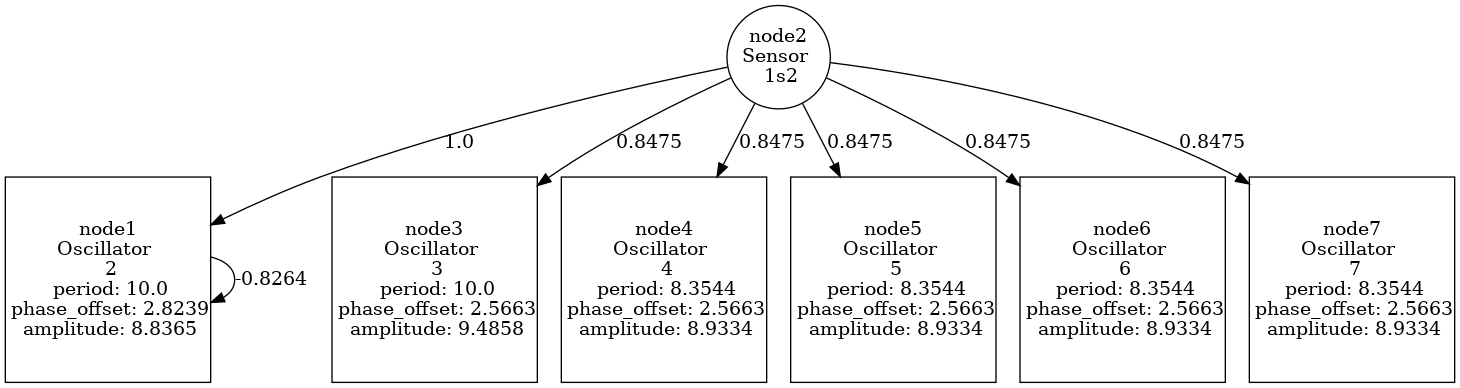 node2
Sensor
1s2
1.0
0.8475
0.8475
0.8475
0.8475
0.8475
node1
Oscillator
2
period: 10.0
phase_offset: 2.8239
amplitude: 8.8365
-0.8264
node3
Oscillator
3
period: 10.0
phase_offset: 2.5663
amplitude: 9.4858
node4
Oscillator
4
period: 8.3544
phase_offset: 2.5663
amplitude: 8.9334
node5
Oscillator
5
period: 8.3544
phase_offset: 2.5663
amplitude: 8.9334
node6
Oscillator
6
period: 8.3544
phase_offset: 2.5663
amplitude: 8.9334
node7
Oscillator
7
period: 8.3544
phase_offset: 2.5663
amplitude: 8.9334